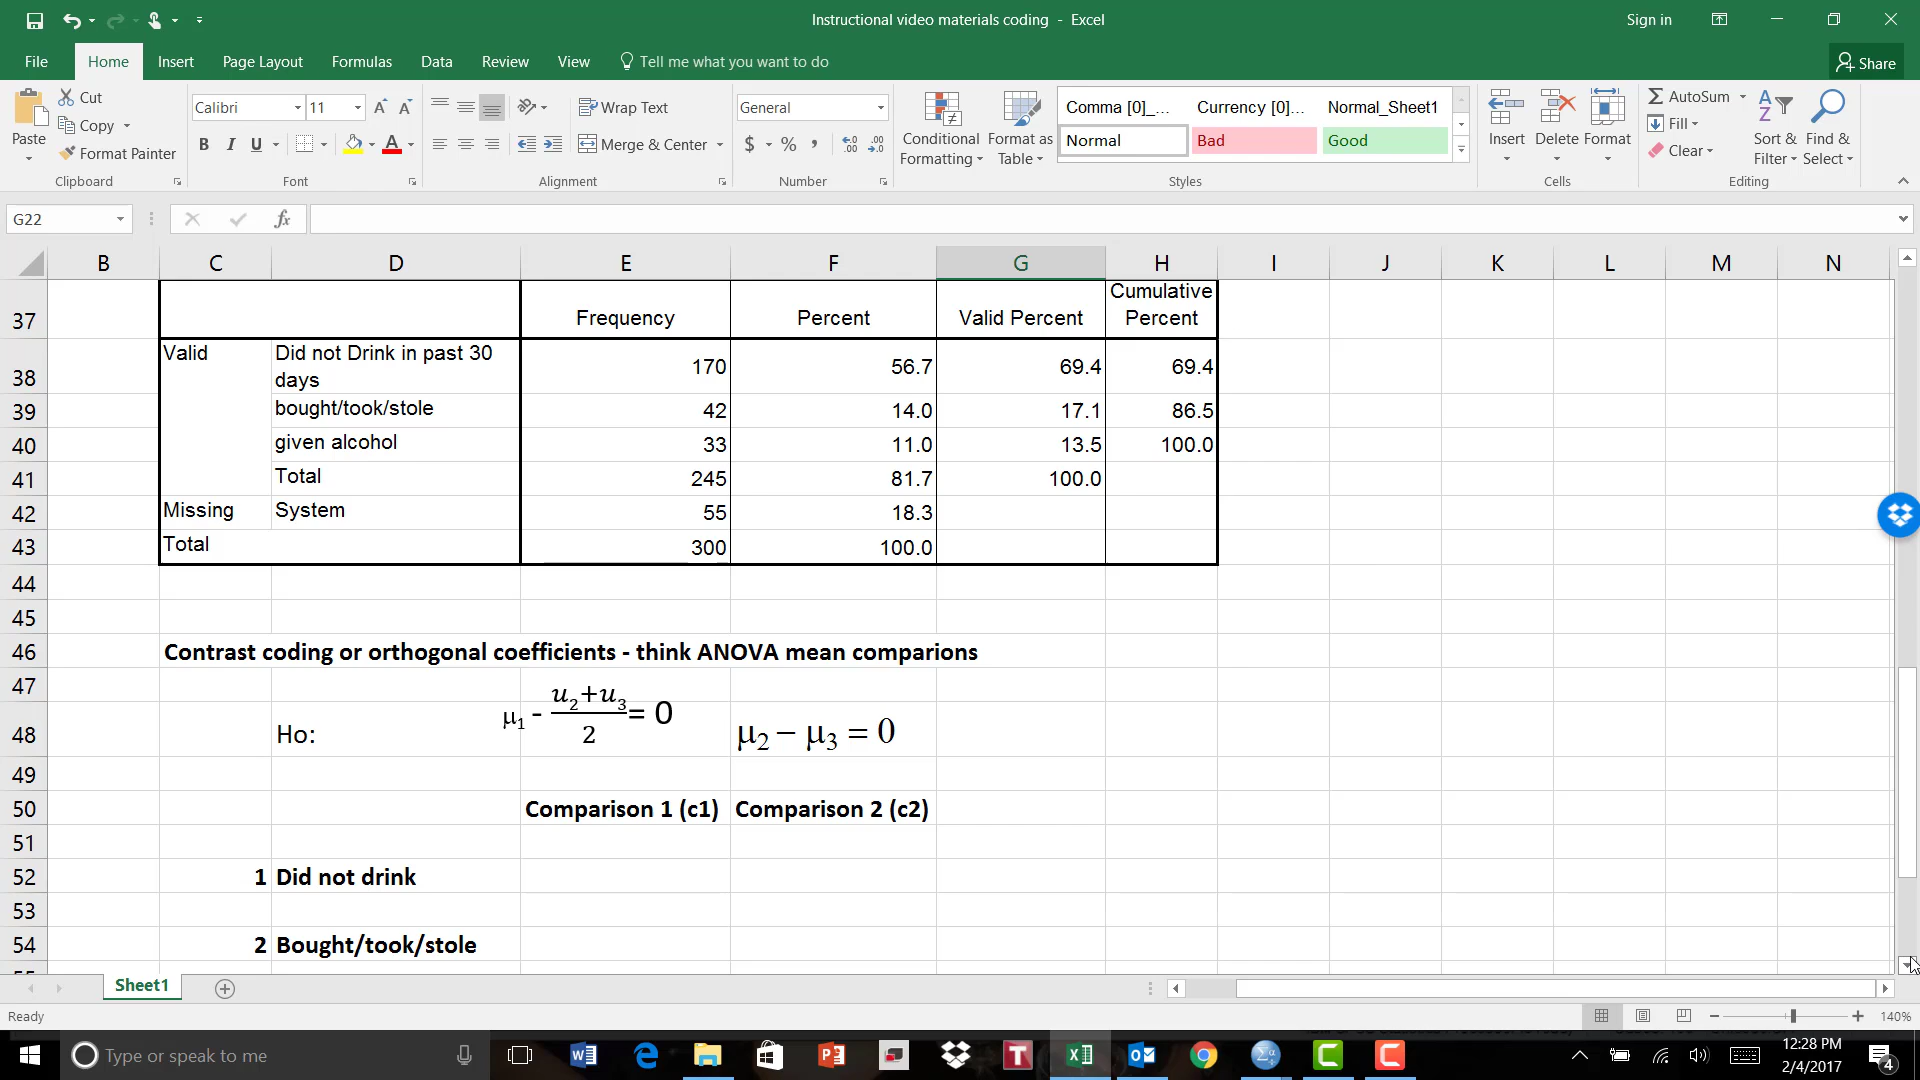 Instructional video materials coding - Excel
Sign in
File Home Insert Page Layout Formulas Data Review View Tell me what you want to do Share
Paste
Cut
Copy
Format Painter
Clipboard
Calibri 11
B I U
Font
Wrap Text
Merge & Center
Alignment
General
$ % ,
Number
Conditional Formatting
Format as Table
Comma [0]_... Currency [0]... Normal_Sheet1
Normal Bad Good
Styles
Insert Delete Format
Cells
AutoSum
Fill
Clear
Sort & Filter
Find & Select
Editing
G22
fx
B C D E F G H I J K L M N
37 Frequency Percent Valid Percent Cumulative Percent
38 Valid Did not Drink in past 30 days 170 56.7 69.4 69.4
39 bought/took/stole 42 14.0 17.1 86.5
40 given alcohol 33 11.0 13.5 100.0
41 Total 245 81.7 100.0
42 Missing System 55 18.3
43 Total 300 100.0
44
45
46 Contrast coding or orthogonal coefficients - think ANOVA mean comparions
47
48 Ho: μ₁ - (u₂+u₃)/2 = 0 μ₂ − μ₃ = 0
49
50 Comparison 1 (c1) Comparison 2 (c2)
51
52 1 Did not drink
53
54 2 Bought/took/stole
55
Sheet1
Ready
140%
Type or speak to me
12:28 PM
2/4/2017
4